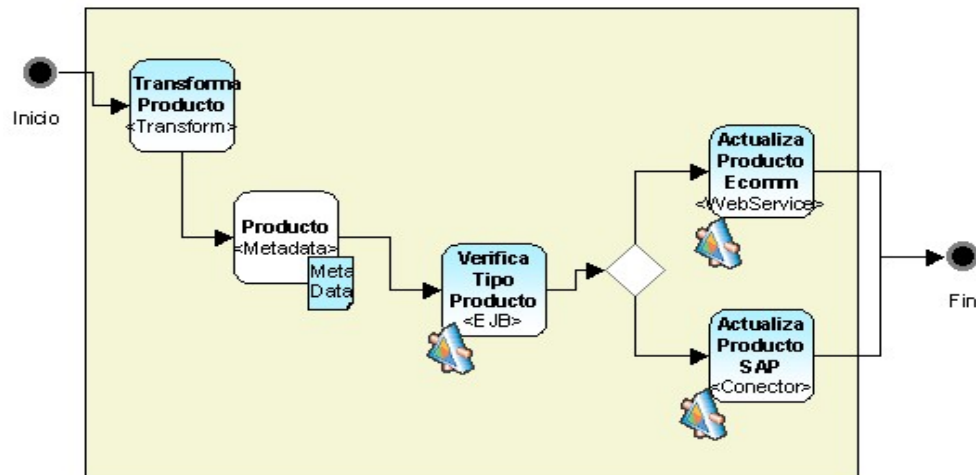 Inicio
Transforma
Producto
<Transform>
Producto
<Metadata>
Meta
Data
Verifica
Tipo
Producto
<EJB>
Actualiza
Producto
Ecomm
<WebService>
Actualiza
Producto
SAP
<Conector>
Fin